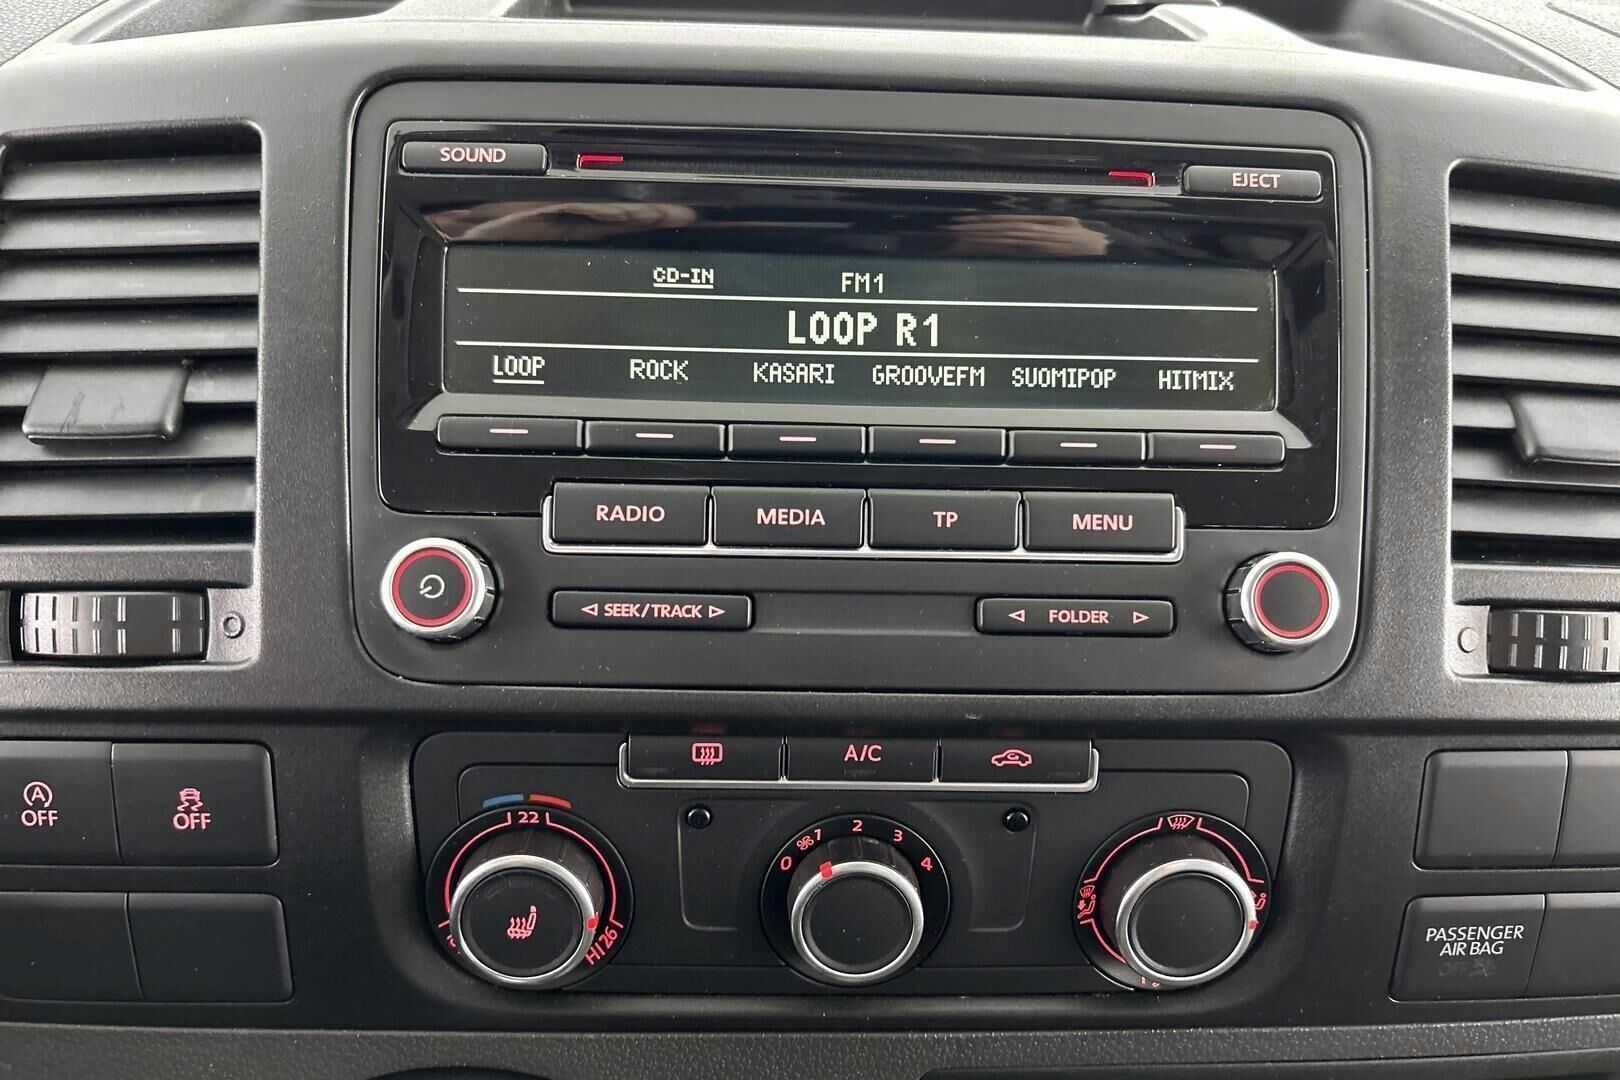 SOUND
EJECT
CD-IN FM1
LOOP R1
LOOP ROCK KASARI GROOVEFM SUOMIPOP HITMIX
RADIO MEDIA TP MENU
SEEK/TRACK FOLDER
A/C
A
OFF
OFF
22
HI 26
0 1 2 3 4
PASSENGER
AIR BAG
OFF